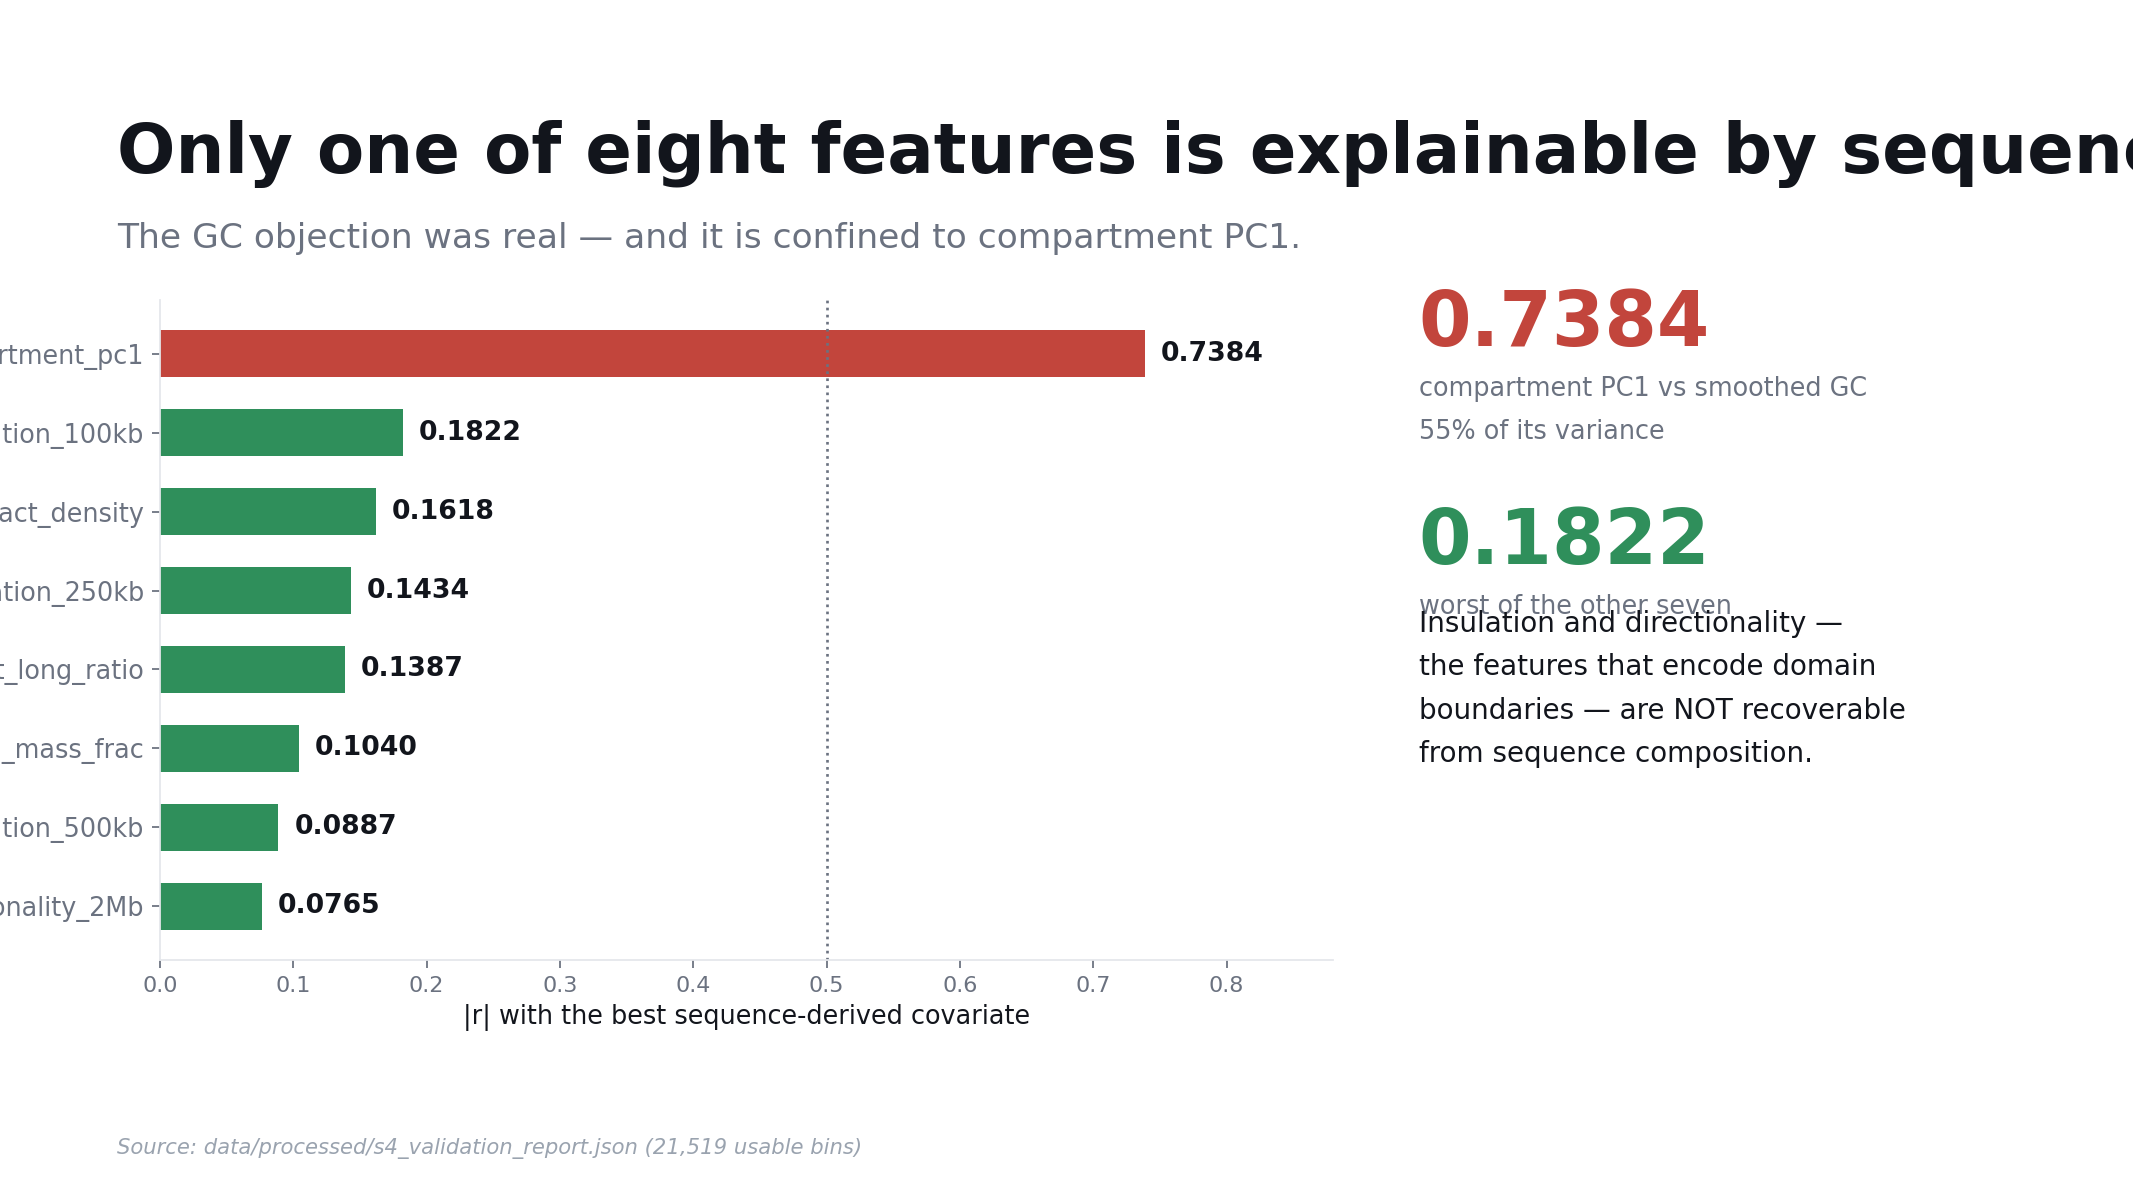 Only one of eight features is explainable by sequenc
The GC objection was real — and it is confined to compartment PC1.
rtment_pc1
0.7384
tion_100kb
0.1822
act_density
0.1618
ation_250kb
0.1434
t_long_ratio
0.1387
_mass_frac
0.1040
tion_500kb
0.0887
onality_2Mb
0.0765
0.0 0.1 0.2 0.3 0.4 0.5 0.6 0.7 0.8
|r| with the best sequence-derived covariate
0.7384
compartment PC1 vs smoothed GC
55% of its variance
0.1822
worst of the other seven
Insulation and directionality —
the features that encode domain
boundaries — are NOT recoverable
from sequence composition.
Source: data/processed/s4_validation_report.json (21,519 usable bins)